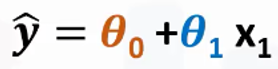 ŷ = θ₀ +θ₁ x₁